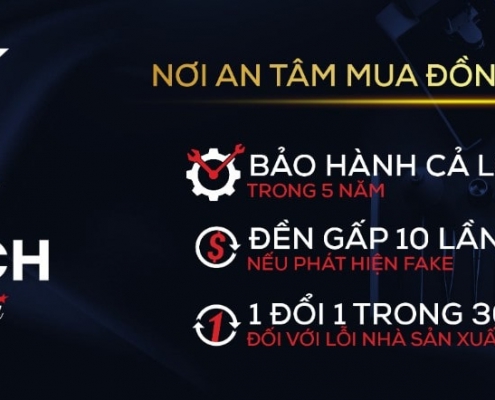 NƠI AN TÂM MUA ĐỒN
BẢO HÀNH CẢ L
TRONG 5 NĂM
$
ĐỀN GẤP 10 LẦN
NẾU PHÁT HIỆN FAKE
CH
1
1 ĐỔI 1 TRONG 30
ĐỐI VỚI LỖI NHÀ SẢN XUẤ